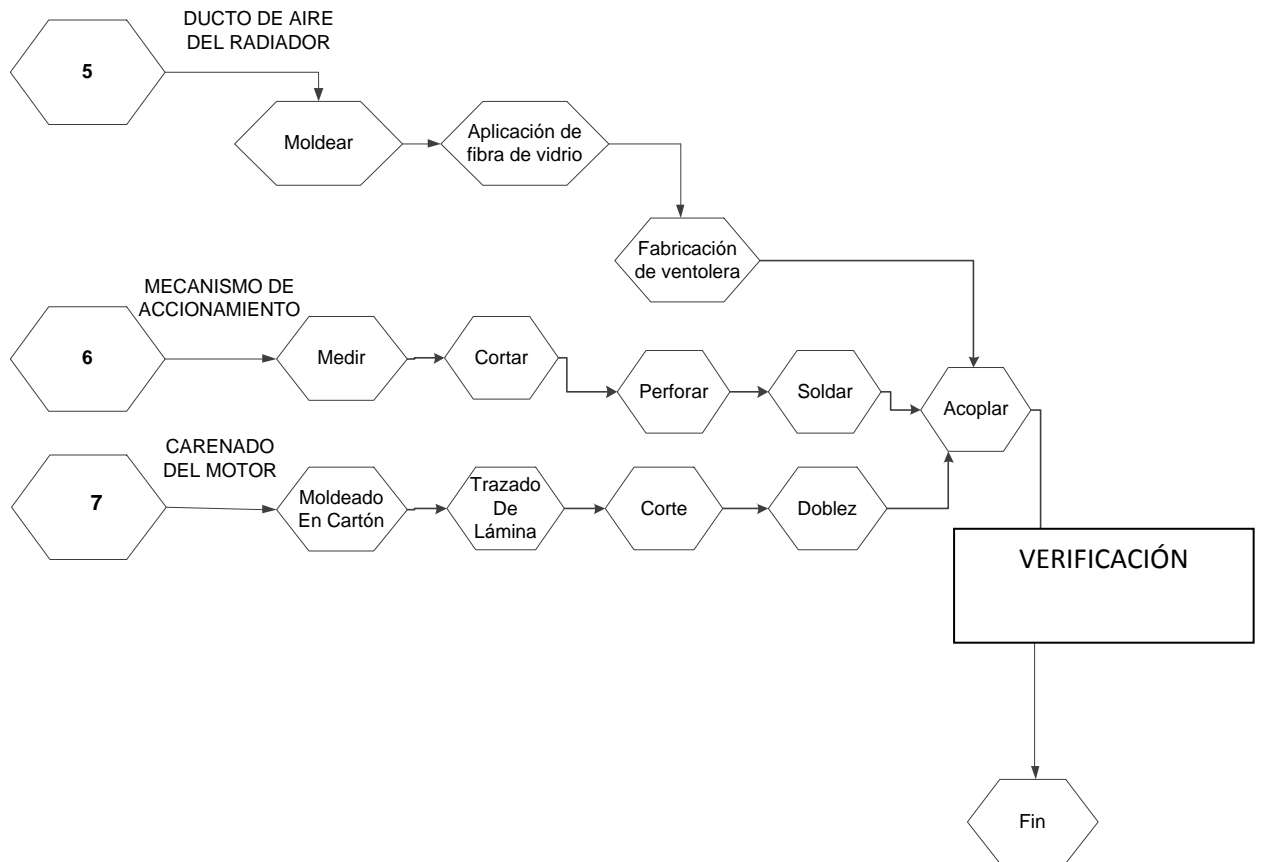 DUCTO DE AIRE
DEL RADIADOR
5
Moldear
Aplicación de
fibra de vidrio
Fabricación
de ventolera
MECANISMO DE
ACCIONAMIENTO
6
Medir
Cortar
Perforar
Soldar
Acoplar
CARENADO
DEL MOTOR
7
Moldeado
En Cartón
Trazado
De
Lámina
Corte
Doblez
VERIFICACIÓN
Fin